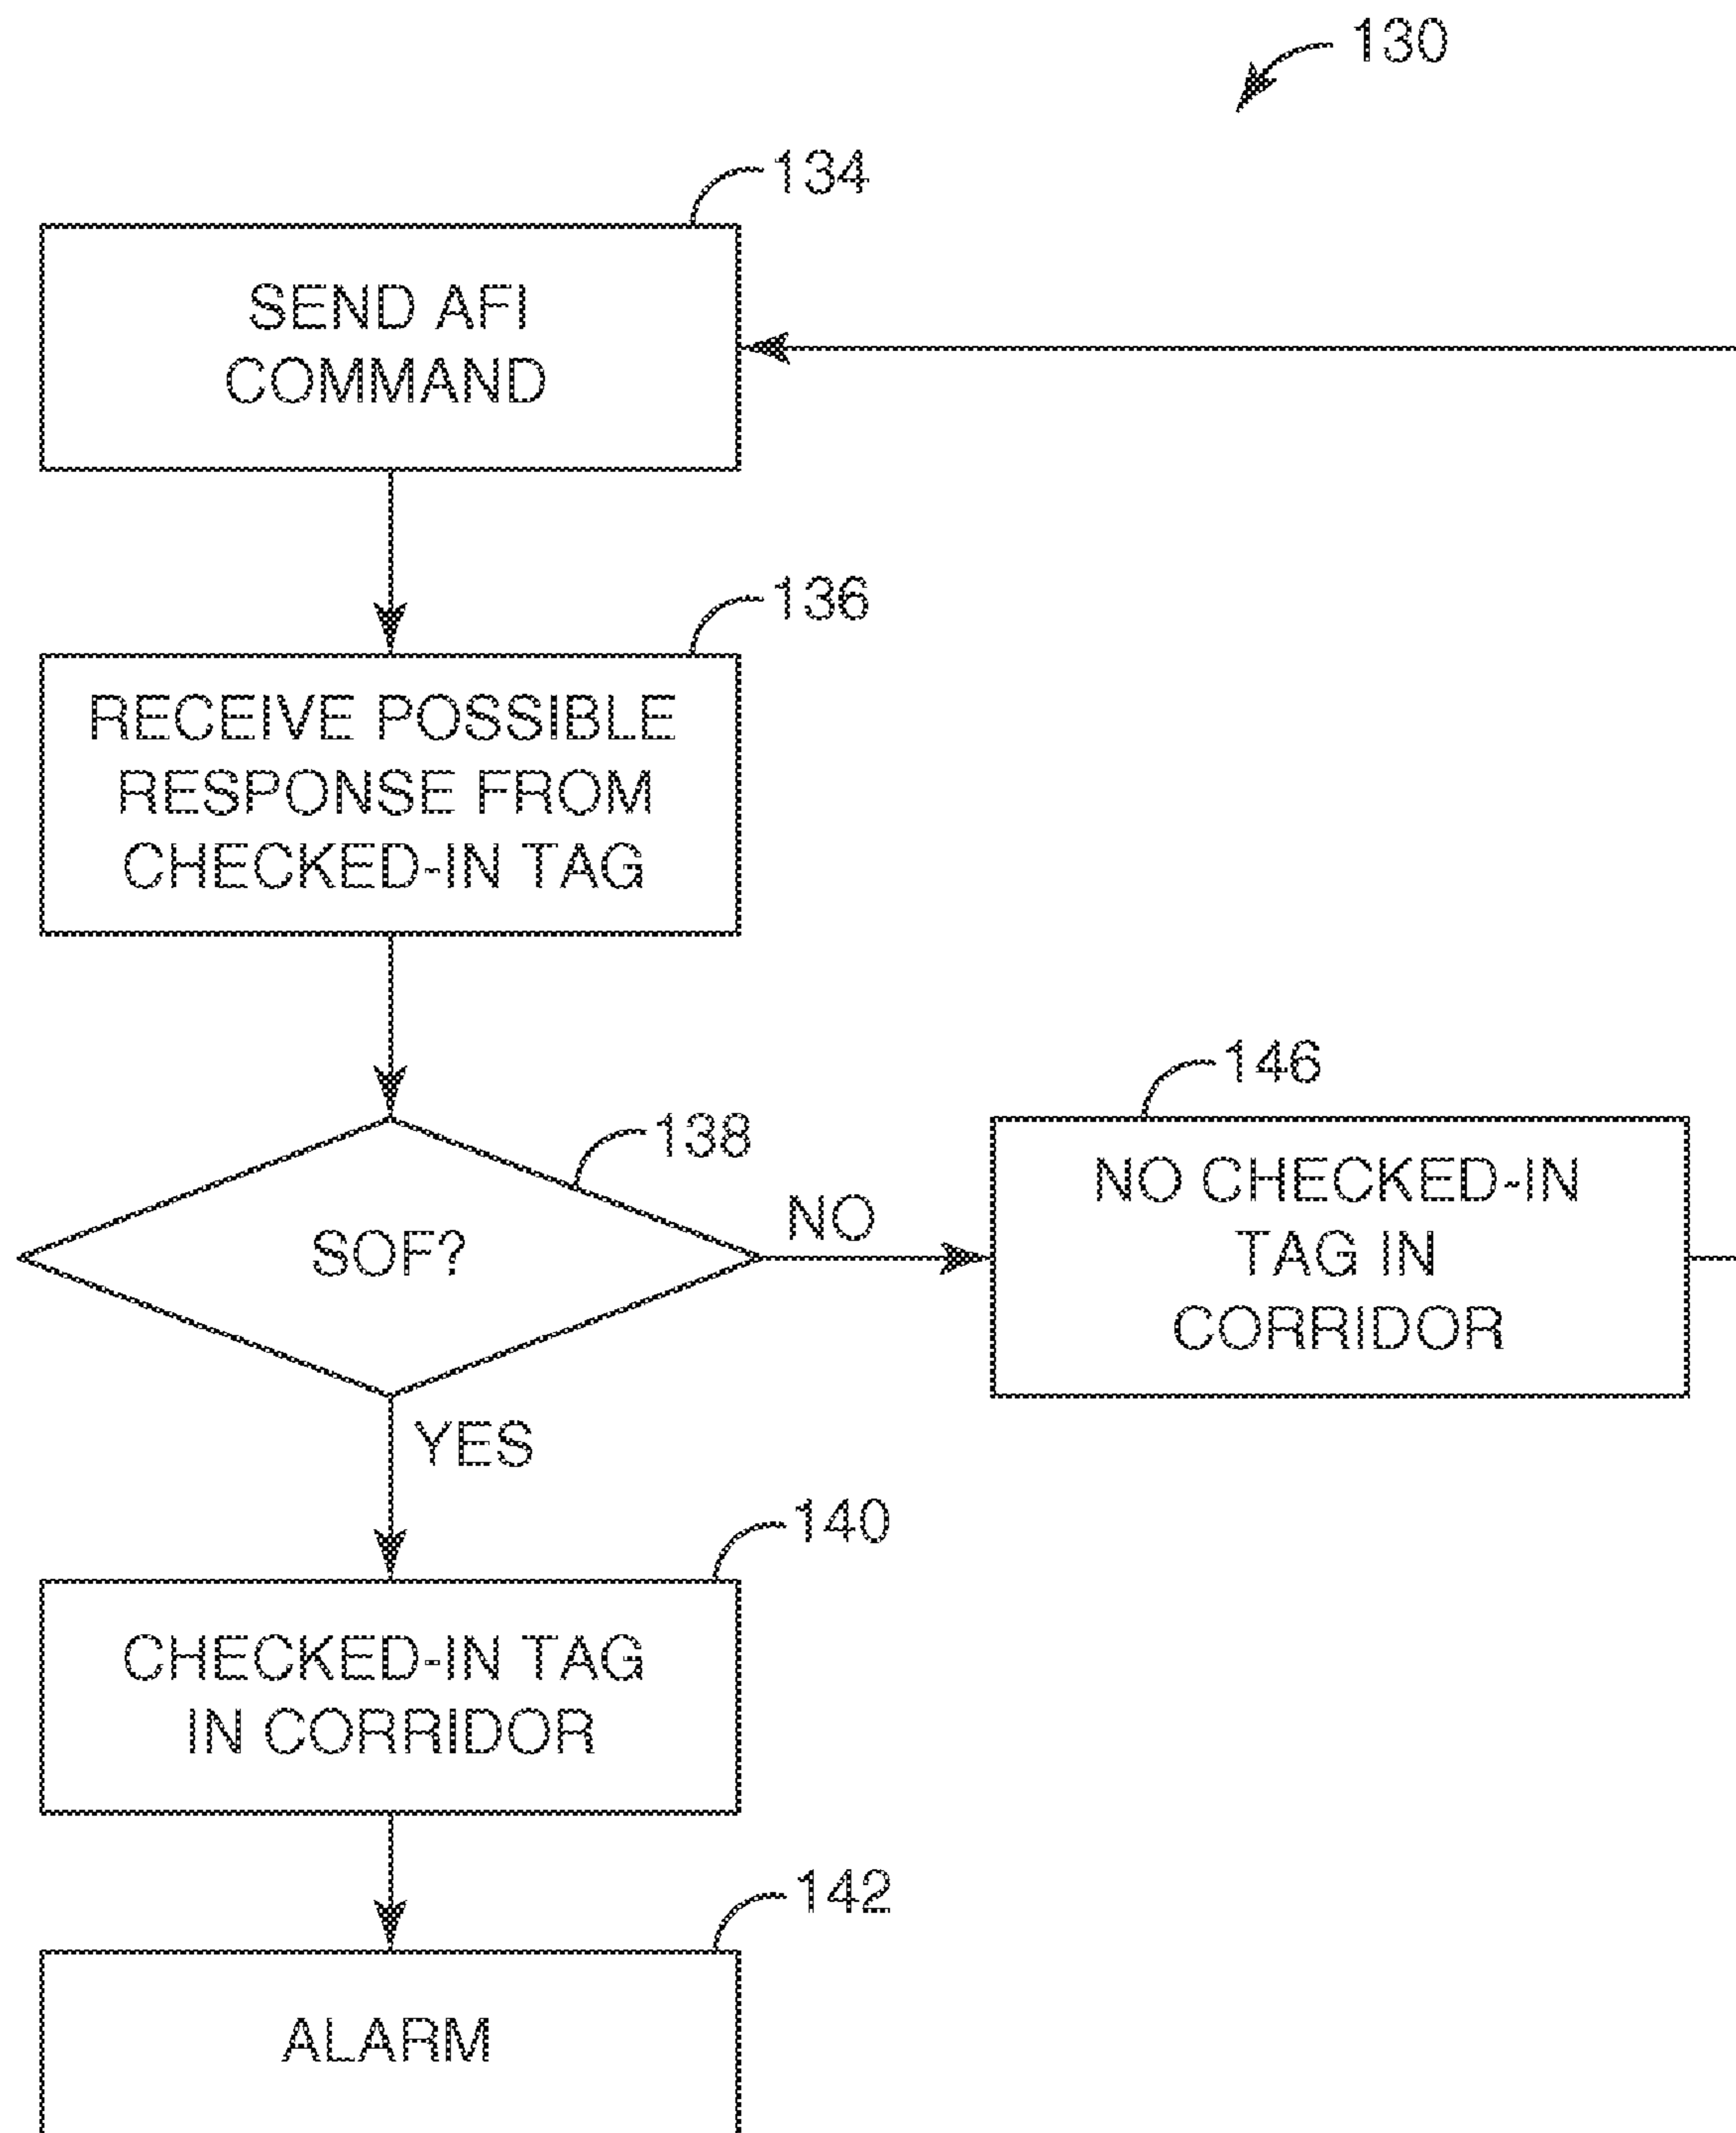 130
134
SEND AFI
COMMAND
136
RECEIVE POSSIBLE
RESPONSE FROM
CHECKED-IN TAG
138
SOF?
NO
146
NO CHECKED-IN
TAG IN
CORRIDOR
YES
140
CHECKED-IN TAG
IN CORRIDOR
142
ALARM